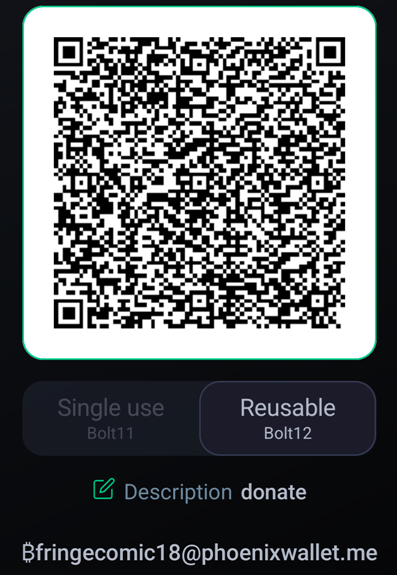 Single use
Reusable
Bolt11
Bolt12
Description donate
₿fringecomic18@phoenixwallet.me